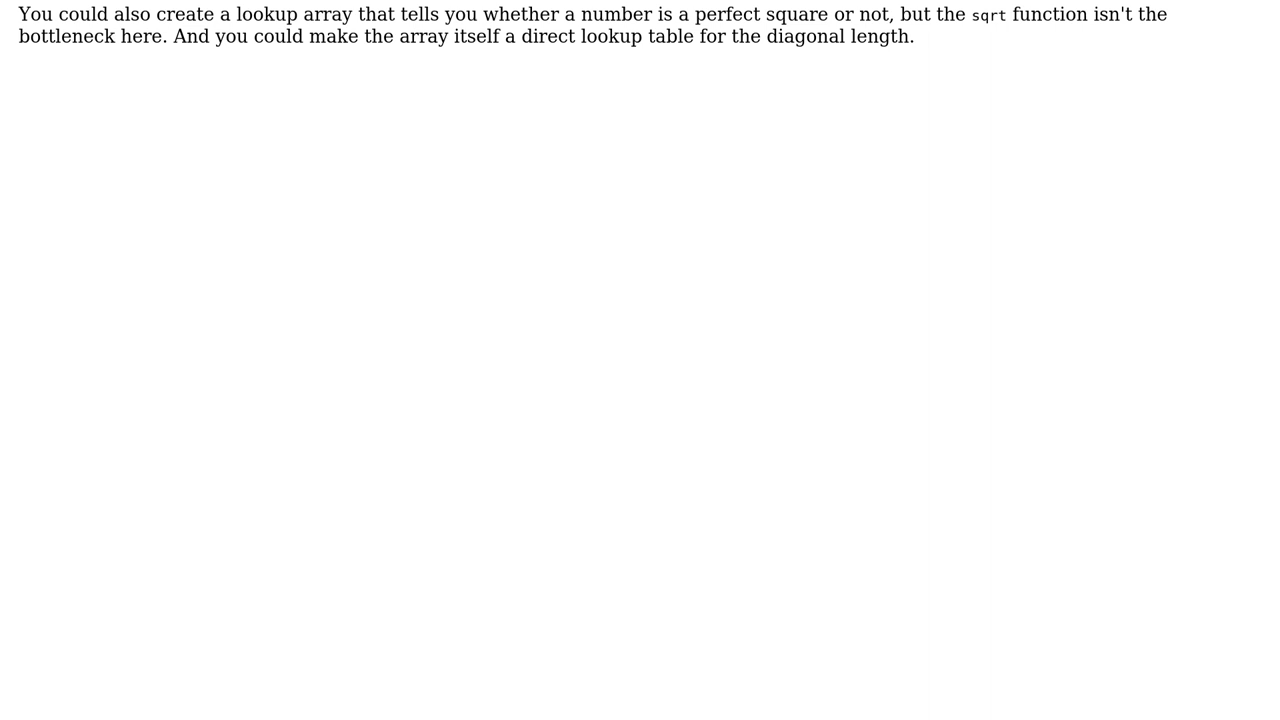 You could also create a lookup array that tells you whether a number is a perfect square or not, but the sqrt function isn't the
bottleneck here. And you could make the array itself a direct lookup table for the diagonal length.